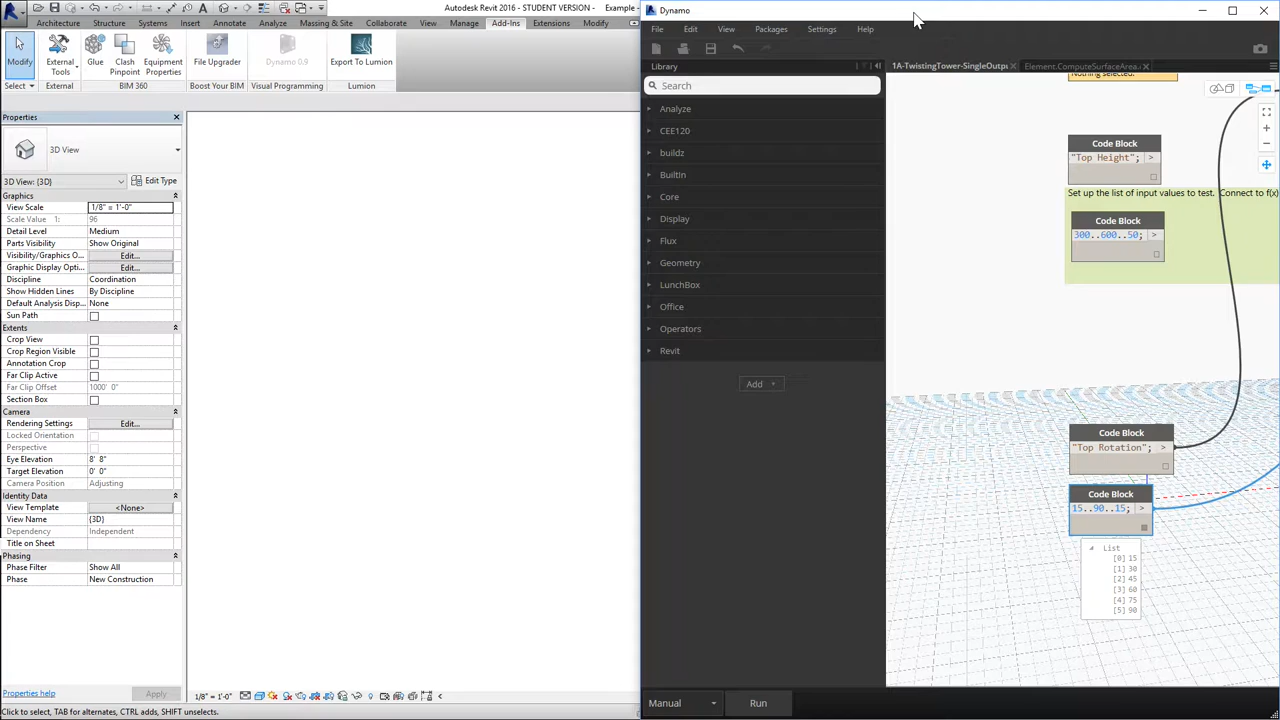 Autodesk Revit 2016 - STUDENT VERSION - Example -
Architecture Structure Systems Insert Annotate Analyze Massing & Site Collaborate View Manage Add-Ins Extensions Modify
Modify
External Tools
Glue
Clash Pinpoint
Equipment Properties
File Upgrader
Dynamo 0.9
Export To Lumion
Select
External
BIM 360
Boost Your BIM
Visual Programming
Lumion
Properties
3D View
3D View: {3D}
Edit Type
Graphics
View Scale 1/8" = 1'-0"
Scale Value 1: 96
Detail Level Medium
Parts Visibility Show Original
Visibility/Graphics O... Edit...
Graphic Display Opti... Edit...
Discipline Coordination
Show Hidden Lines By Discipline
Default Analysis Disp... None
Sun Path
Extents
Crop View
Crop Region Visible
Annotation Crop
Far Clip Active
Far Clip Offset 1000' 0"
Section Box
Camera
Rendering Settings Edit...
Locked Orientation
Perspective
Eye Elevation 8' 8"
Target Elevation 0' 0"
Camera Position Adjusting
Identity Data
View Template <None>
View Name {3D}
Dependency Independent
Title on Sheet
Phasing
Phase Filter Show All
Phase New Construction
Properties help
Apply
1/8" = 1'-0"
Click to select, TAB for alternates, CTRL adds, SHIFT unselects.
Dynamo
File Edit View Packages Settings Help
Library
Search
Analyze
CEE120
buildz
BuiltIn
Core
Display
Flux
Geometry
LunchBox
Office
Operators
Revit
Add
Manual
Run
1A-TwistingTower-SingleOutpu
Element.ComputeSurfaceArea.
Nothing selected.
Code Block
"Top Height"; >
Set up the list of input values to test. Connect to f(x)
Code Block
300..600..50; >
Code Block
"Top Rotation"; >
Code Block
15..90..15; >
List
[0] 15
[1] 30
[2] 45
[3] 60
[4] 75
[5] 90